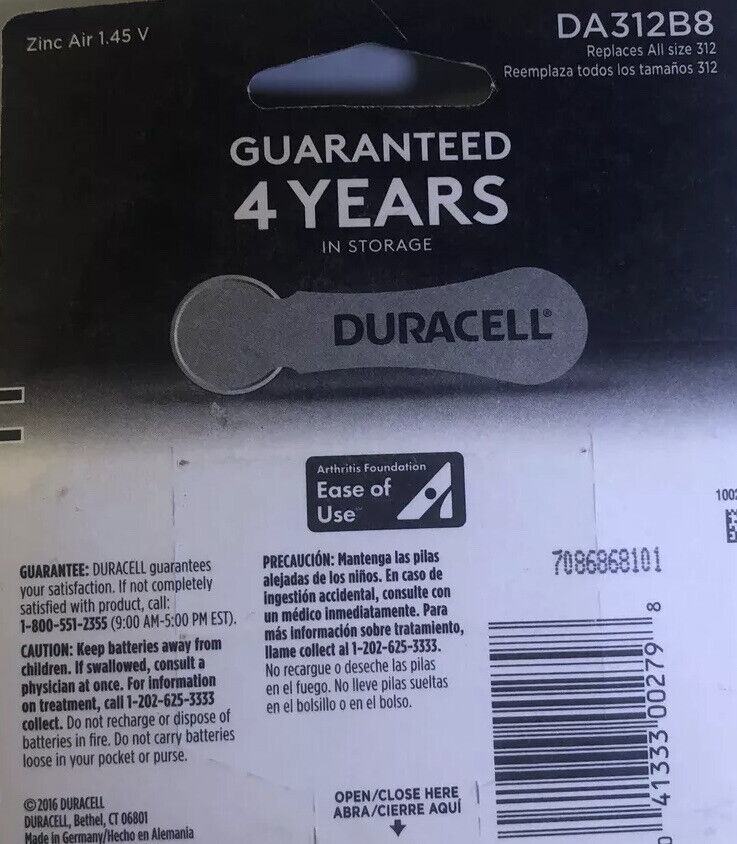 Zinc Air 1.45 V
DA312B8
Replaces All size 312
Reemplaza todos los tamaños 312
GUARANTEED
4 YEARS
IN STORAGE
DURACELL®
Arthritis Foundation
Ease of
Use™
1002
GUARANTEE: DURACELL guarantees
your satisfaction. If not completely
satisfied with product, call:
1-800-551-2355 (9:00 AM-5:00 PM EST).
CAUTION: Keep batteries away from
children. If swallowed, consult a
physician at once. For information
on treatment, call 1-202-625-3333
collect. Do not recharge or dispose of
batteries in fire. Do not carry batteries
loose in your pocket or purse.
©2016 DURACELL
DURACELL, Bethel, CT 06801
Made in Germany/Hecho en Alemania
PRECAUCIÓN: Mantenga las pilas
alejadas de los niños. En caso de
ingestión accidental, consulte con
un médico inmediatamente. Para
más información sobre tratamiento,
llame collect al 1-202-625-3333.
No recargue o deseche las pilas
en el fuego. No lleve pilas sueltas
en el bolsillo o en el bolso.
OPEN/CLOSE HERE
ABRA/CIERRE AQUÍ
7086868101
0 41333 00279 8